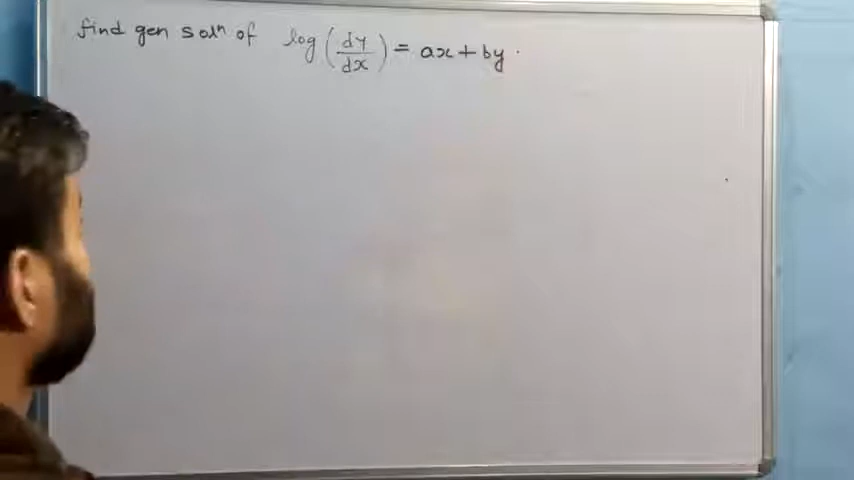 find gen soln of log (dy/dx) = ax + by.